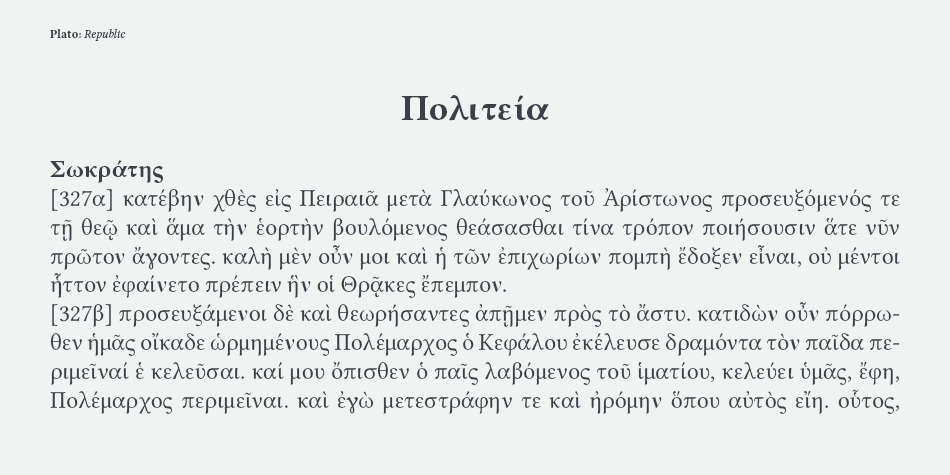 Plato: Republic
Πολιτεία
Σωκράτης
[327α] κατέβην χθὲς εἰς Πειραιᾶ μετὰ Γλαύκωνος τοῦ Ἀρίστωνος προσευξόμενός τε
τῇ θεῷ καὶ ἅμα τὴν ἑορτὴν βουλόμενος θεάσασθαι τίνα τρόπον ποιήσουσιν ἅτε νῦν
πρῶτον ἄγοντες. καλὴ μὲν οὖν μοι καὶ ἡ τῶν ἐπιχωρίων πομπὴ ἔδοξεν εἶναι, οὐ μέντοι
ἧττον ἐφαίνετο πρέπειν ἣν οἱ Θρᾷκες ἔπεμπον.
[327β] προσευξάμενοι δὲ καὶ θεωρήσαντες ἀπῇμεν πρὸς τὸ ἄστυ. κατιδὼν οὖν πόρρω-
θεν ἡμᾶς οἴκαδε ὡρμημένους Πολέμαρχος ὁ Κεφάλου ἐκέλευσε δραμόντα τὸν παῖδα πε-
ριμεῖναί ἑ κελεῦσαι. καί μου ὄπισθεν ὁ παῖς λαβόμενος τοῦ ἱματίου, κελεύει ὑμᾶς, ἔφη,
Πολέμαρχος περιμεῖναι. καὶ ἐγὼ μετεστράφην τε καὶ ἠρόμην ὅπου αὐτὸς εἴη. οὗτος,